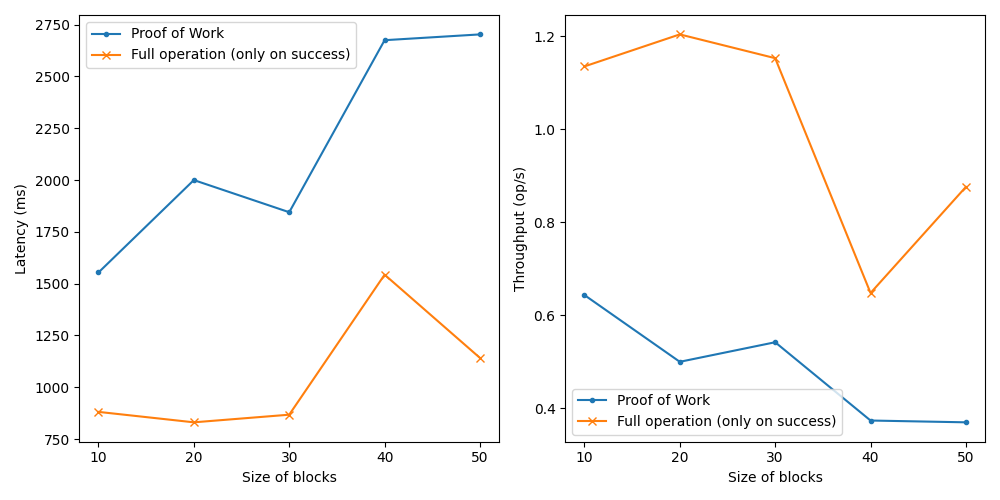 2750
2500
2250
2000
1750
1500
1250
1000
750
Latency (ms)
Proof of Work
Full operation (only on success)
10 20 30 40 50
Size of blocks
1.2
1.0
0.8
0.6
0.4
Throughput (op/s)
Proof of Work
Full operation (only on success)
10 20 30 40 50
Size of blocks